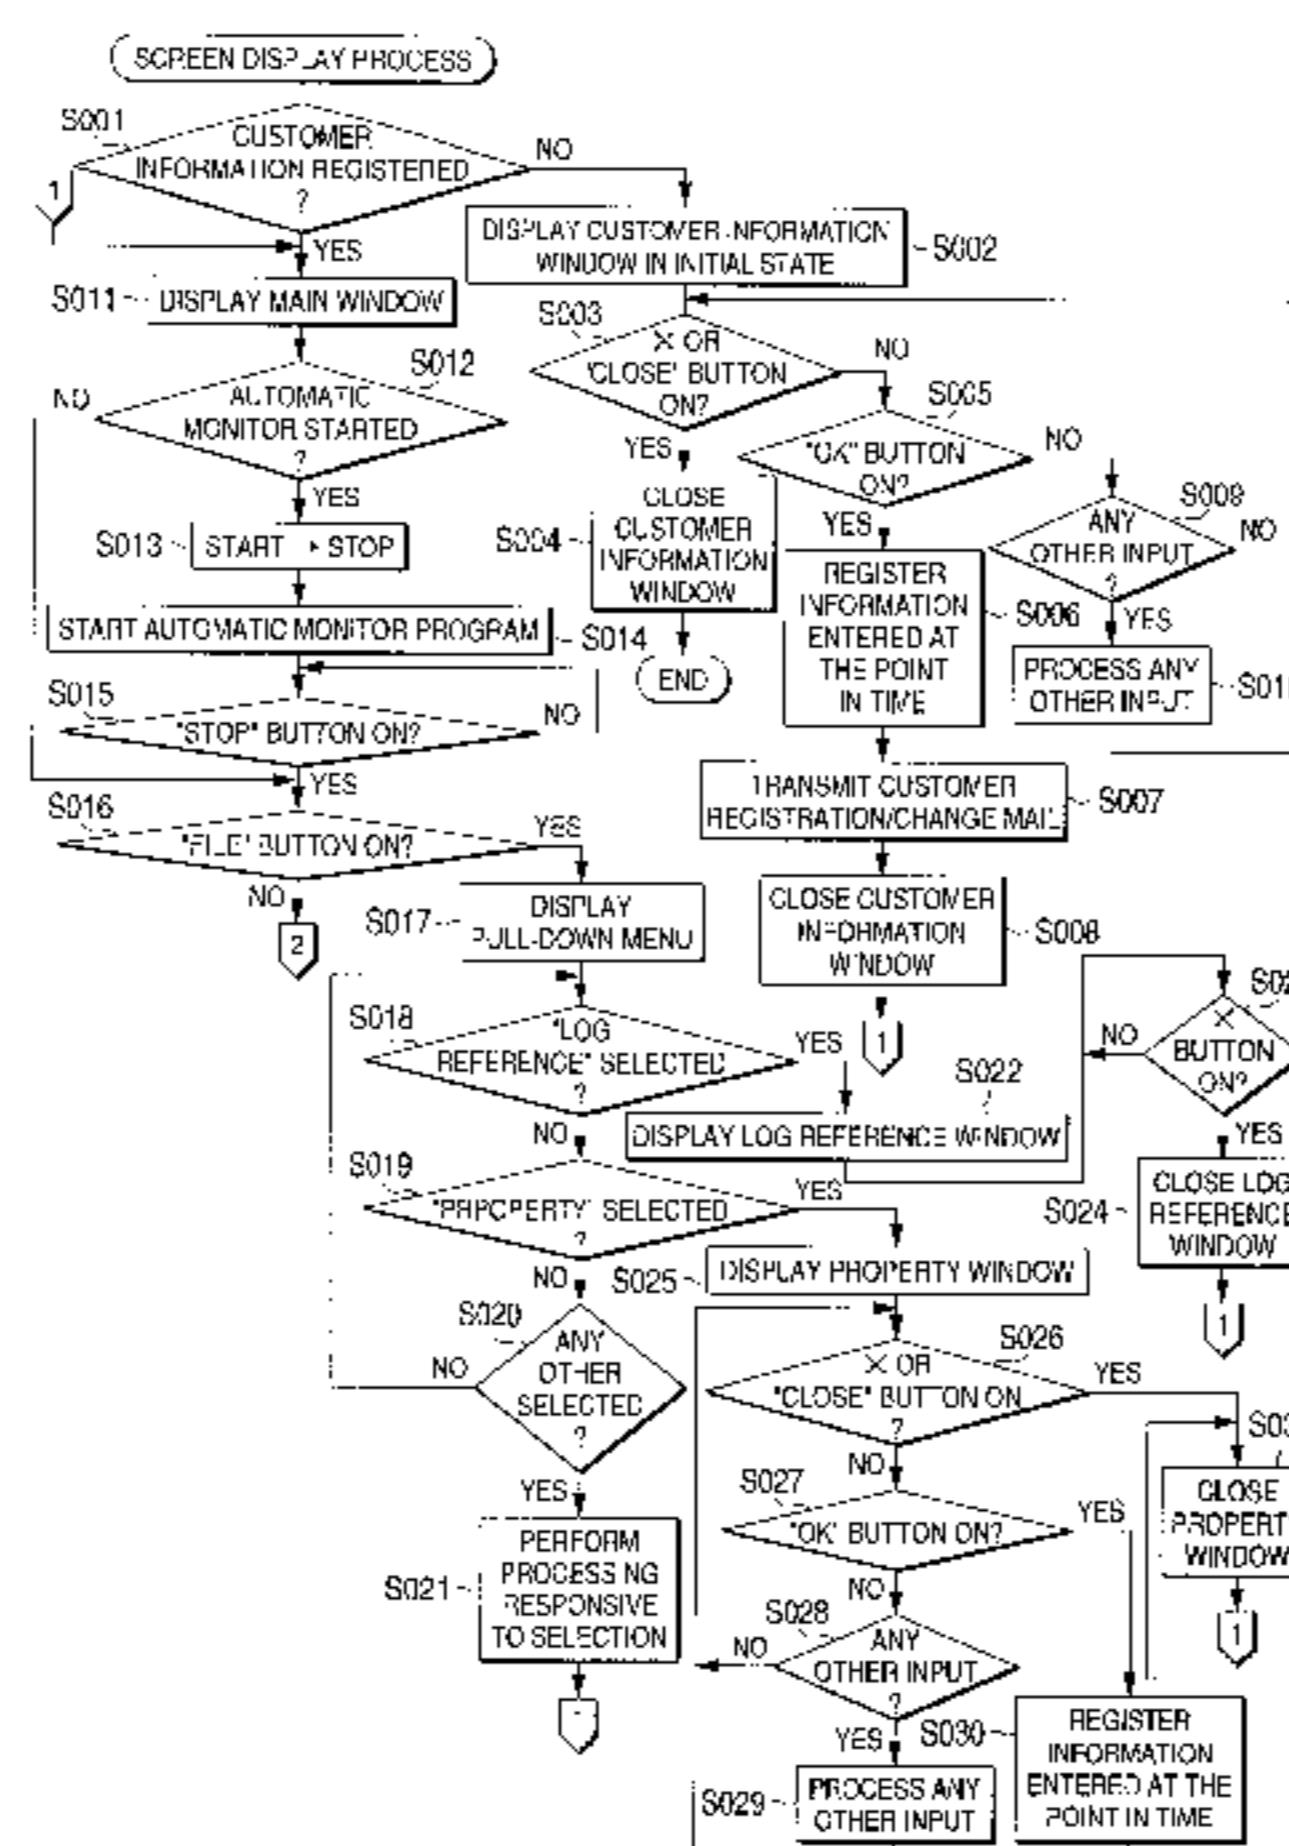 SCREEN DISPLAY PROCESS
S001
CUSTOMER
INFORMATION REGISTERED
?
NO
1
YES
DISPLAY CUSTOMER INFORMATION
WINDOW IN INITIAL STATE
S002
S011
DISPLAY MAIN WINDOW
S003
X OR
"CLOSE" BUTTON
ON?
NO
YES
S012
NO
AUTOMATIC
MONITOR STARTED
?
YES
S005
"OK" BUTTON
ON?
NO
YES
S004
CLOSE
CUSTOMER
INFORMATION
WINDOW
END
S009
ANY
OTHER INPUT
?
NO
YES
S013
START → STOP
S006
REGISTER
INFORMATION
ENTERED AT
THE POINT
IN TIME
START AUTOMATIC MONITOR PROGRAM
S014
PROCESS ANY
OTHER INPUT
S015
"STOP" BUTTON ON?
NO
YES
TRANSMIT CUSTOMER
REGISTRATION/CHANGE MAIL
S007
S016
"FILE" BUTTON ON?
YES
NO
2
S017
DISPLAY
PULL-DOWN MENU
CLOSE CUSTOMER
INFORMATION
WINDOW
S008
1
S018
"LOG
REFERENCE" SELECTED
?
YES
NO
X
BUTTON
ON?
NO
YES
S022
DISPLAY LOG REFERENCE WINDOW
S019
"PRPOPERTY" SELECTED
?
YES
NO
S024
CLOSE LOG
REFERENCE
WINDOW
1
S025
DISPLAY PROPERTY WINDOW
S020
ANY
OTHER
SELECTED
?
NO
YES
S026
X OR
"CLOSE" BUTTON ON
?
YES
NO
S027
"OK" BUTTON ON?
YES
NO
CLOSE
PROPERTY
WINDOW
1
S021
PERFORM
PROCESSING
RESPONSIVE
TO SELECTION
S028
ANY
OTHER INPUT
?
NO
YES
S030
REGISTER
INFORMATION
ENTERED AT THE
POINT IN TIME
S029
PROCESS ANY
OTHER INPUT